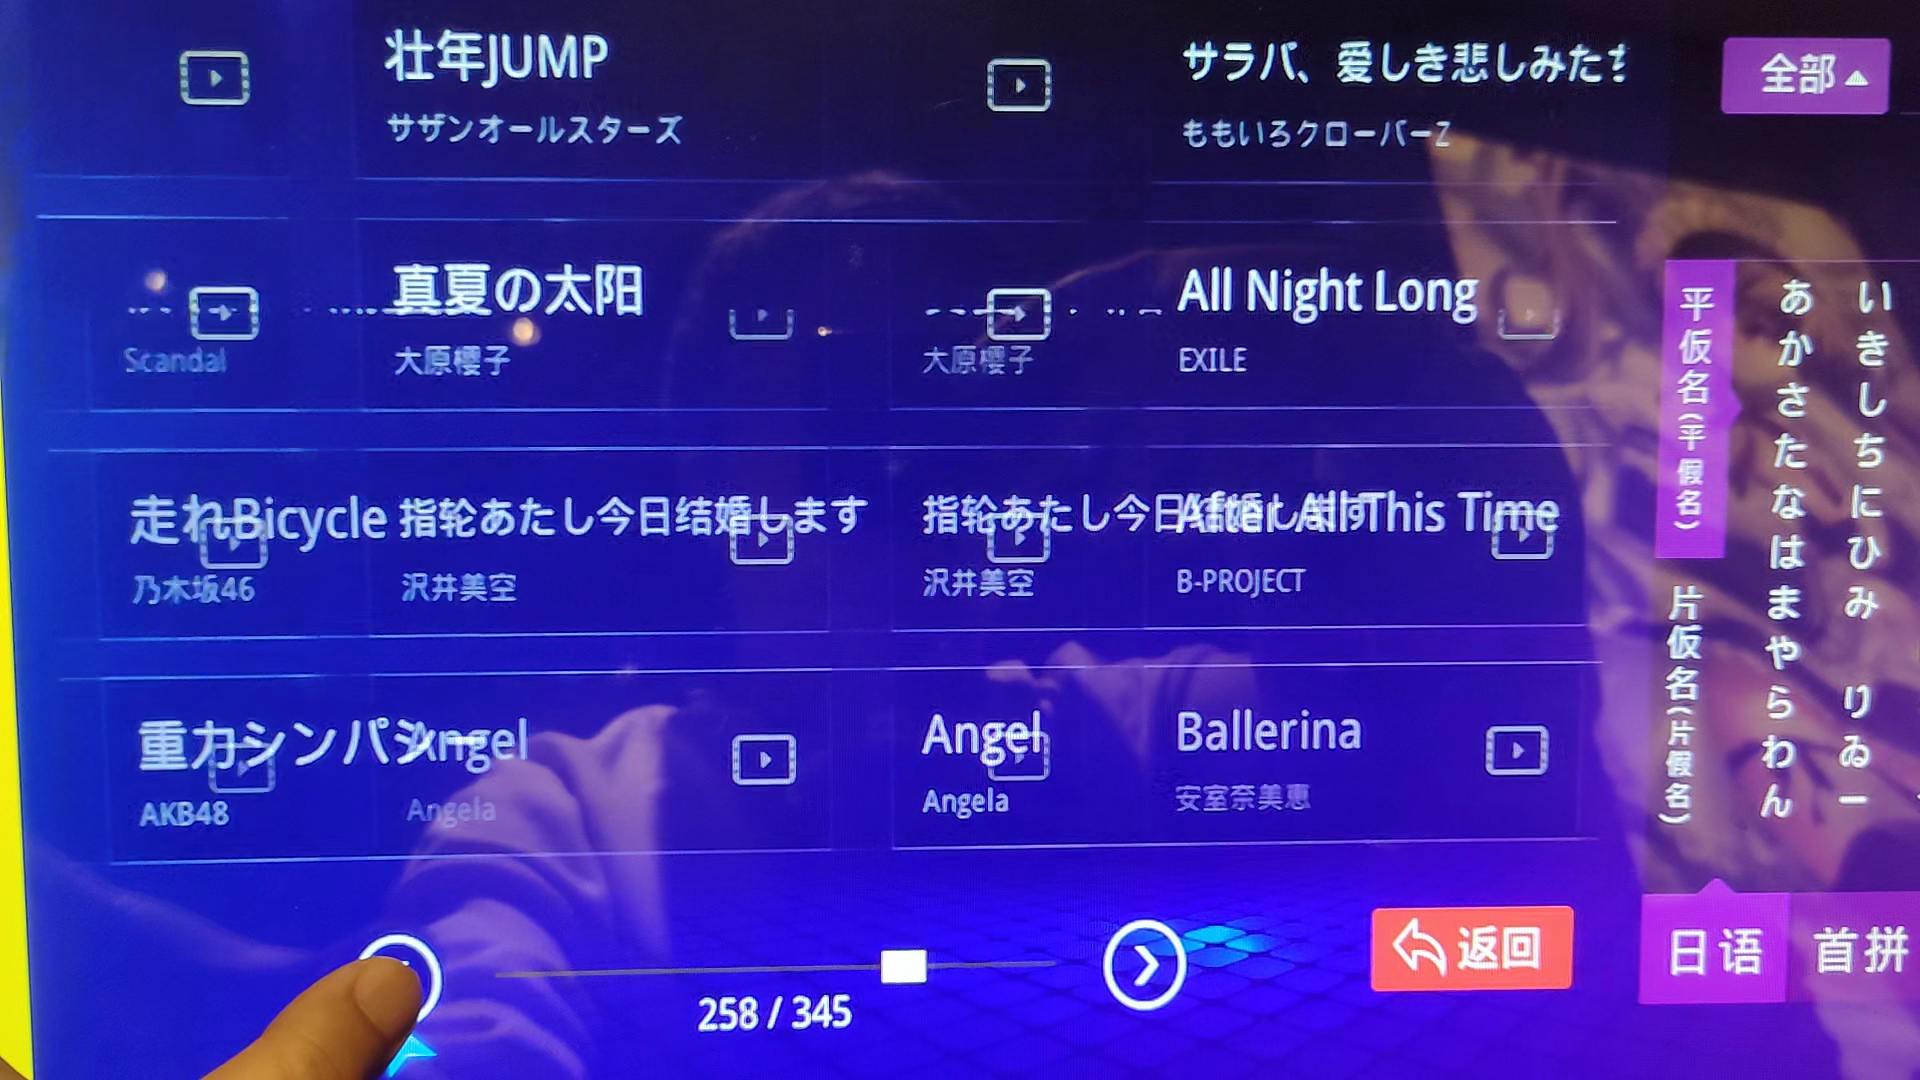 壮年JUMP
サザンオールスターズ
サラバ、愛しき悲しみたち
ももいろクローバーZ
全部
真夏の太阳
Scandal
大原櫻子
大原櫻子
All Night Long
EXILE
走れBicycle
乃木坂46
指轮あたし今日结婚します
沢井美空
指轮あたし今日结婚します
沢井美空
After All This Time
B-PROJECT
重力シンパシー
AKB48
Angel
Angela
Angel
Angela
Ballerina
安室奈美恵
平仮名(平假名)
片仮名(片假名)
あかさたなはまやらわん
いきしちにひみ りゐー
258 / 345
返回
日语
首拼